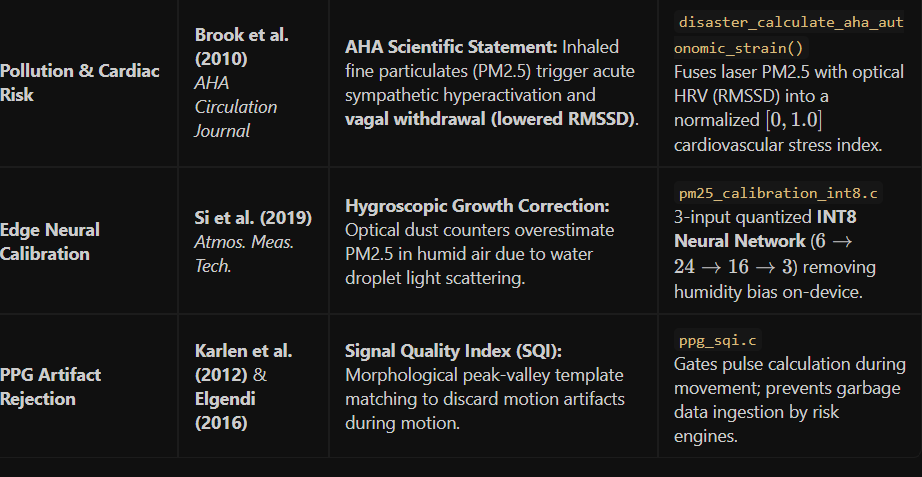 Pollution & Cardiac
Risk
Brook et al.
(2010)
AHA
Circulation
Journal
AHA Scientific Statement: Inhaled
fine particulates (PM2.5) trigger acute
sympathetic hyperactivation and
vagal withdrawal (lowered RMSSD).
disaster_calculate_aha_aut
onomic_strain()
Fuses laser PM2.5 with optical
HRV (RMSSD) into a
normalized [0, 1.0]
cardiovascular stress index.
Edge Neural
Calibration
Si et al. (2019)
Atmos. Meas.
Tech.
Hygroscopic Growth Correction:
Optical dust counters overestimate
PM2.5 in humid air due to water
droplet light scattering.
pm25_calibration_int8.c
3-input quantized INT8
Neural Network (6 →
24 → 16 → 3) removing
humidity bias on-device.
PPG Artifact
Rejection
Karlen et al.
(2012) &
Elgendi
(2016)
Signal Quality Index (SQI):
Morphological peak-valley template
matching to discard motion artifacts
during motion.
ppg_sqi.c
Gates pulse calculation during
movement; prevents garbage
data ingestion by risk
engines.